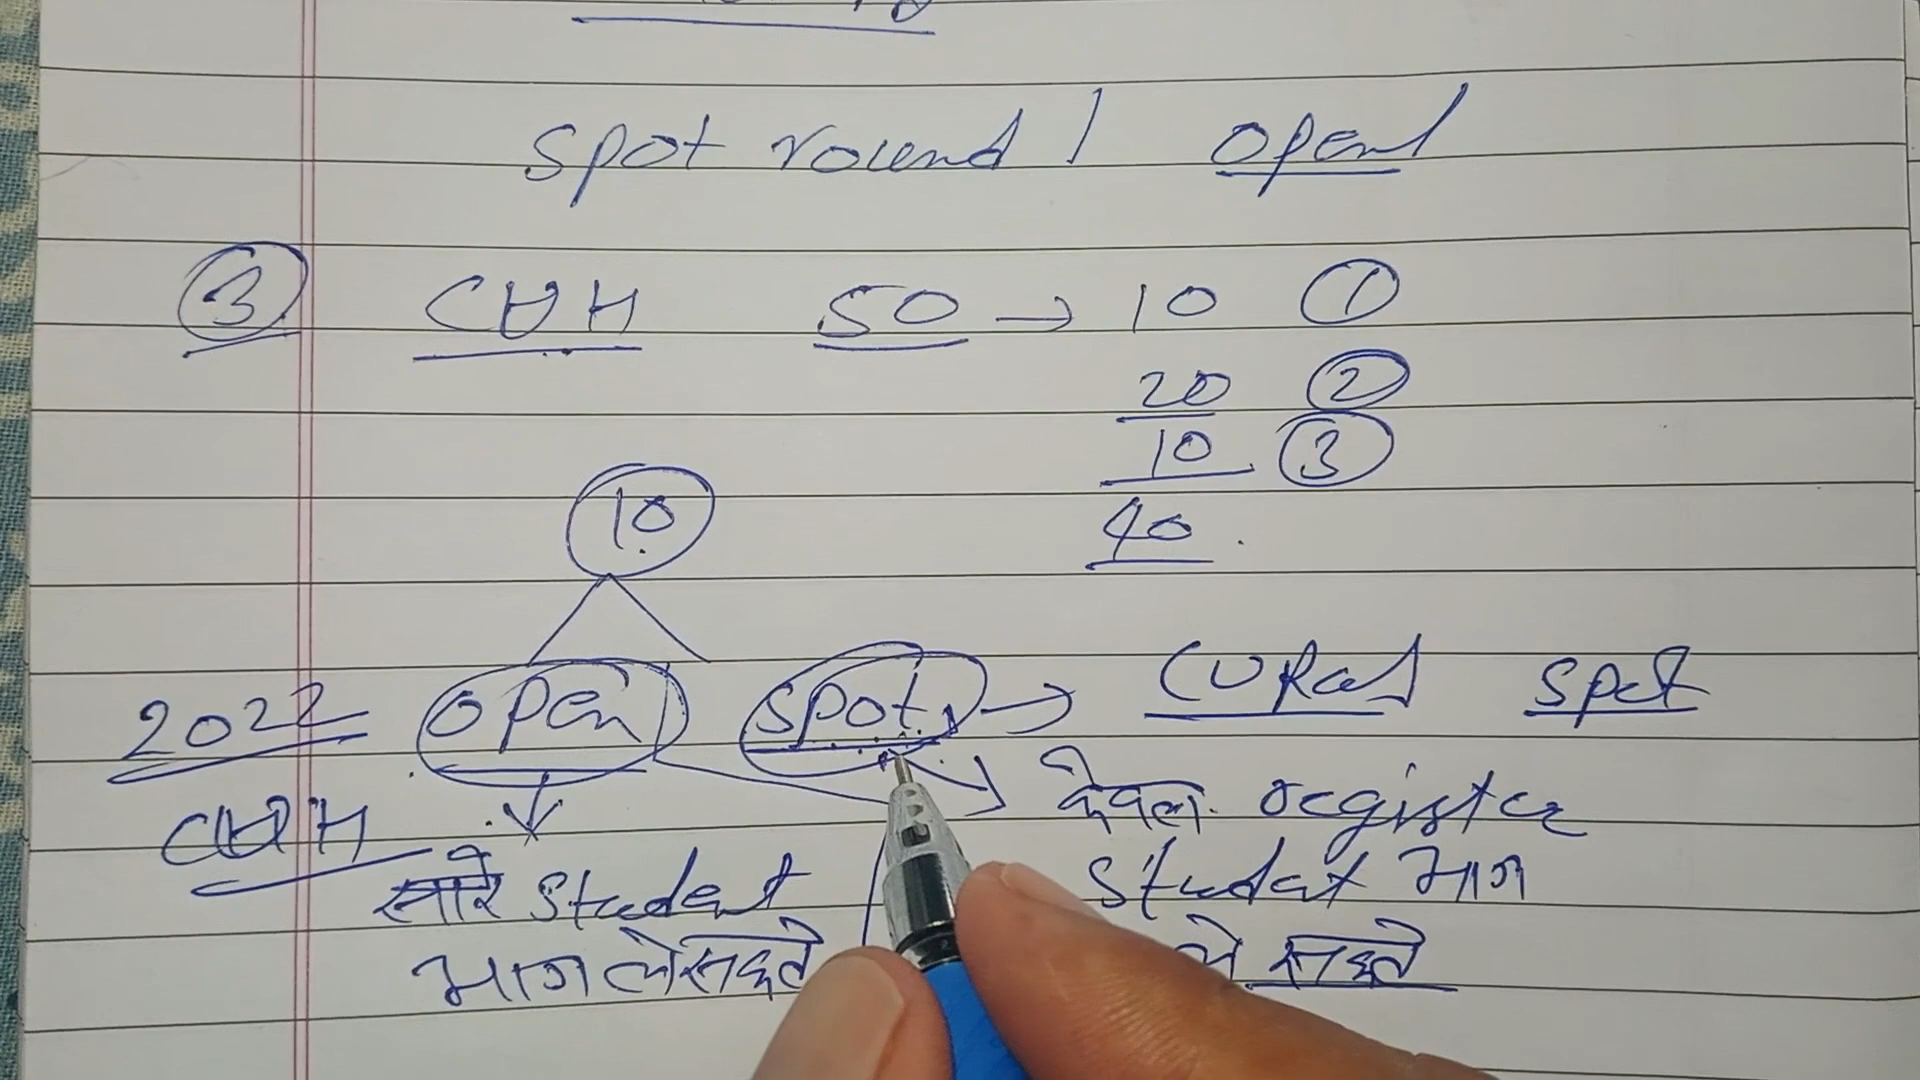 spot round 1 open
3 CUH 50 → 10 1
20 2
10 3
40
10
2022 open spot → CURaj spot
CUH केवल register
सारे student student भाग
भाग ले सकते ले सकते